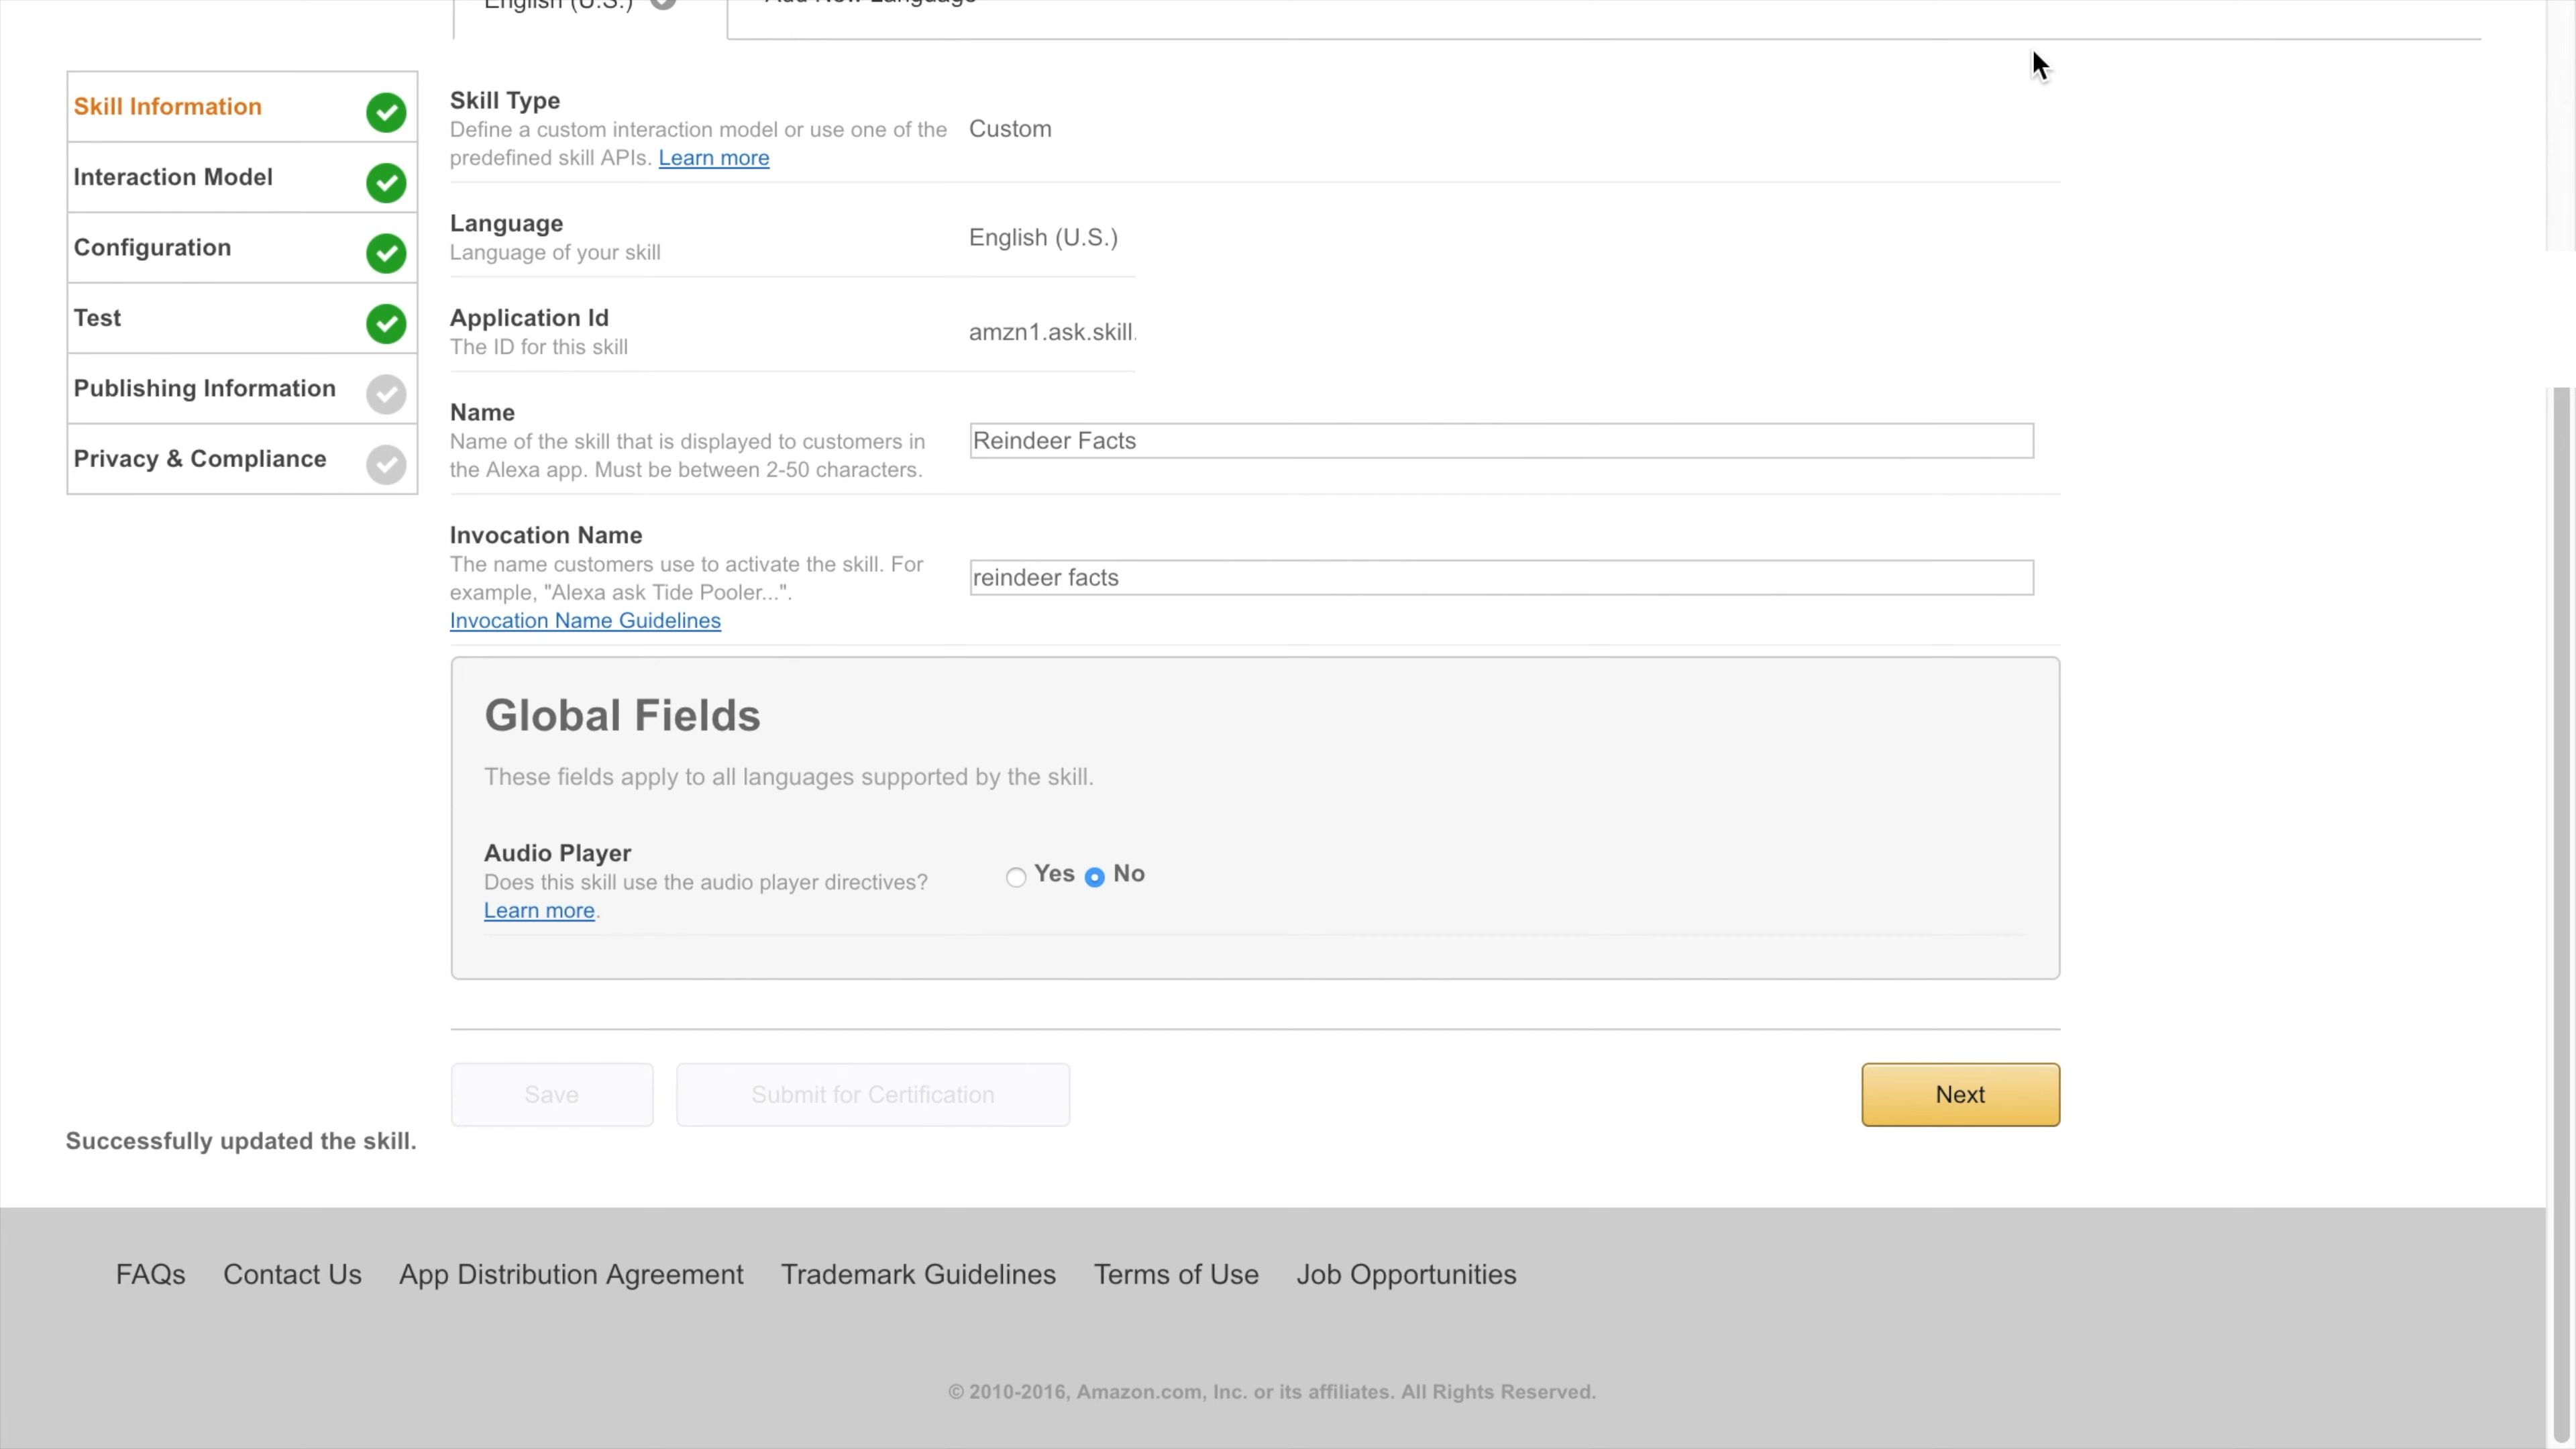 English (U.S.)
Add New Language
Skill Information
Interaction Model
Configuration
Test
Publishing Information
Privacy & Compliance
Skill Type
Define a custom interaction model or use one of the
predefined skill APIs. Learn more
Custom
Language
Language of your skill
English (U.S.)
Application Id
The ID for this skill
amzn1.ask.skill.
Name
Name of the skill that is displayed to customers in
the Alexa app. Must be between 2-50 characters.
Reindeer Facts
Invocation Name
The name customers use to activate the skill. For
example, "Alexa ask Tide Pooler...".
Invocation Name Guidelines
reindeer facts
Global Fields
These fields apply to all languages supported by the skill.
Audio Player
Does this skill use the audio player directives?
Learn more.
Yes No
Save Submit for Certification Next
Successfully updated the skill.
FAQs Contact Us App Distribution Agreement Trademark Guidelines Terms of Use Job Opportunities
© 2010-2016, Amazon.com, Inc. or its affiliates. All Rights Reserved.